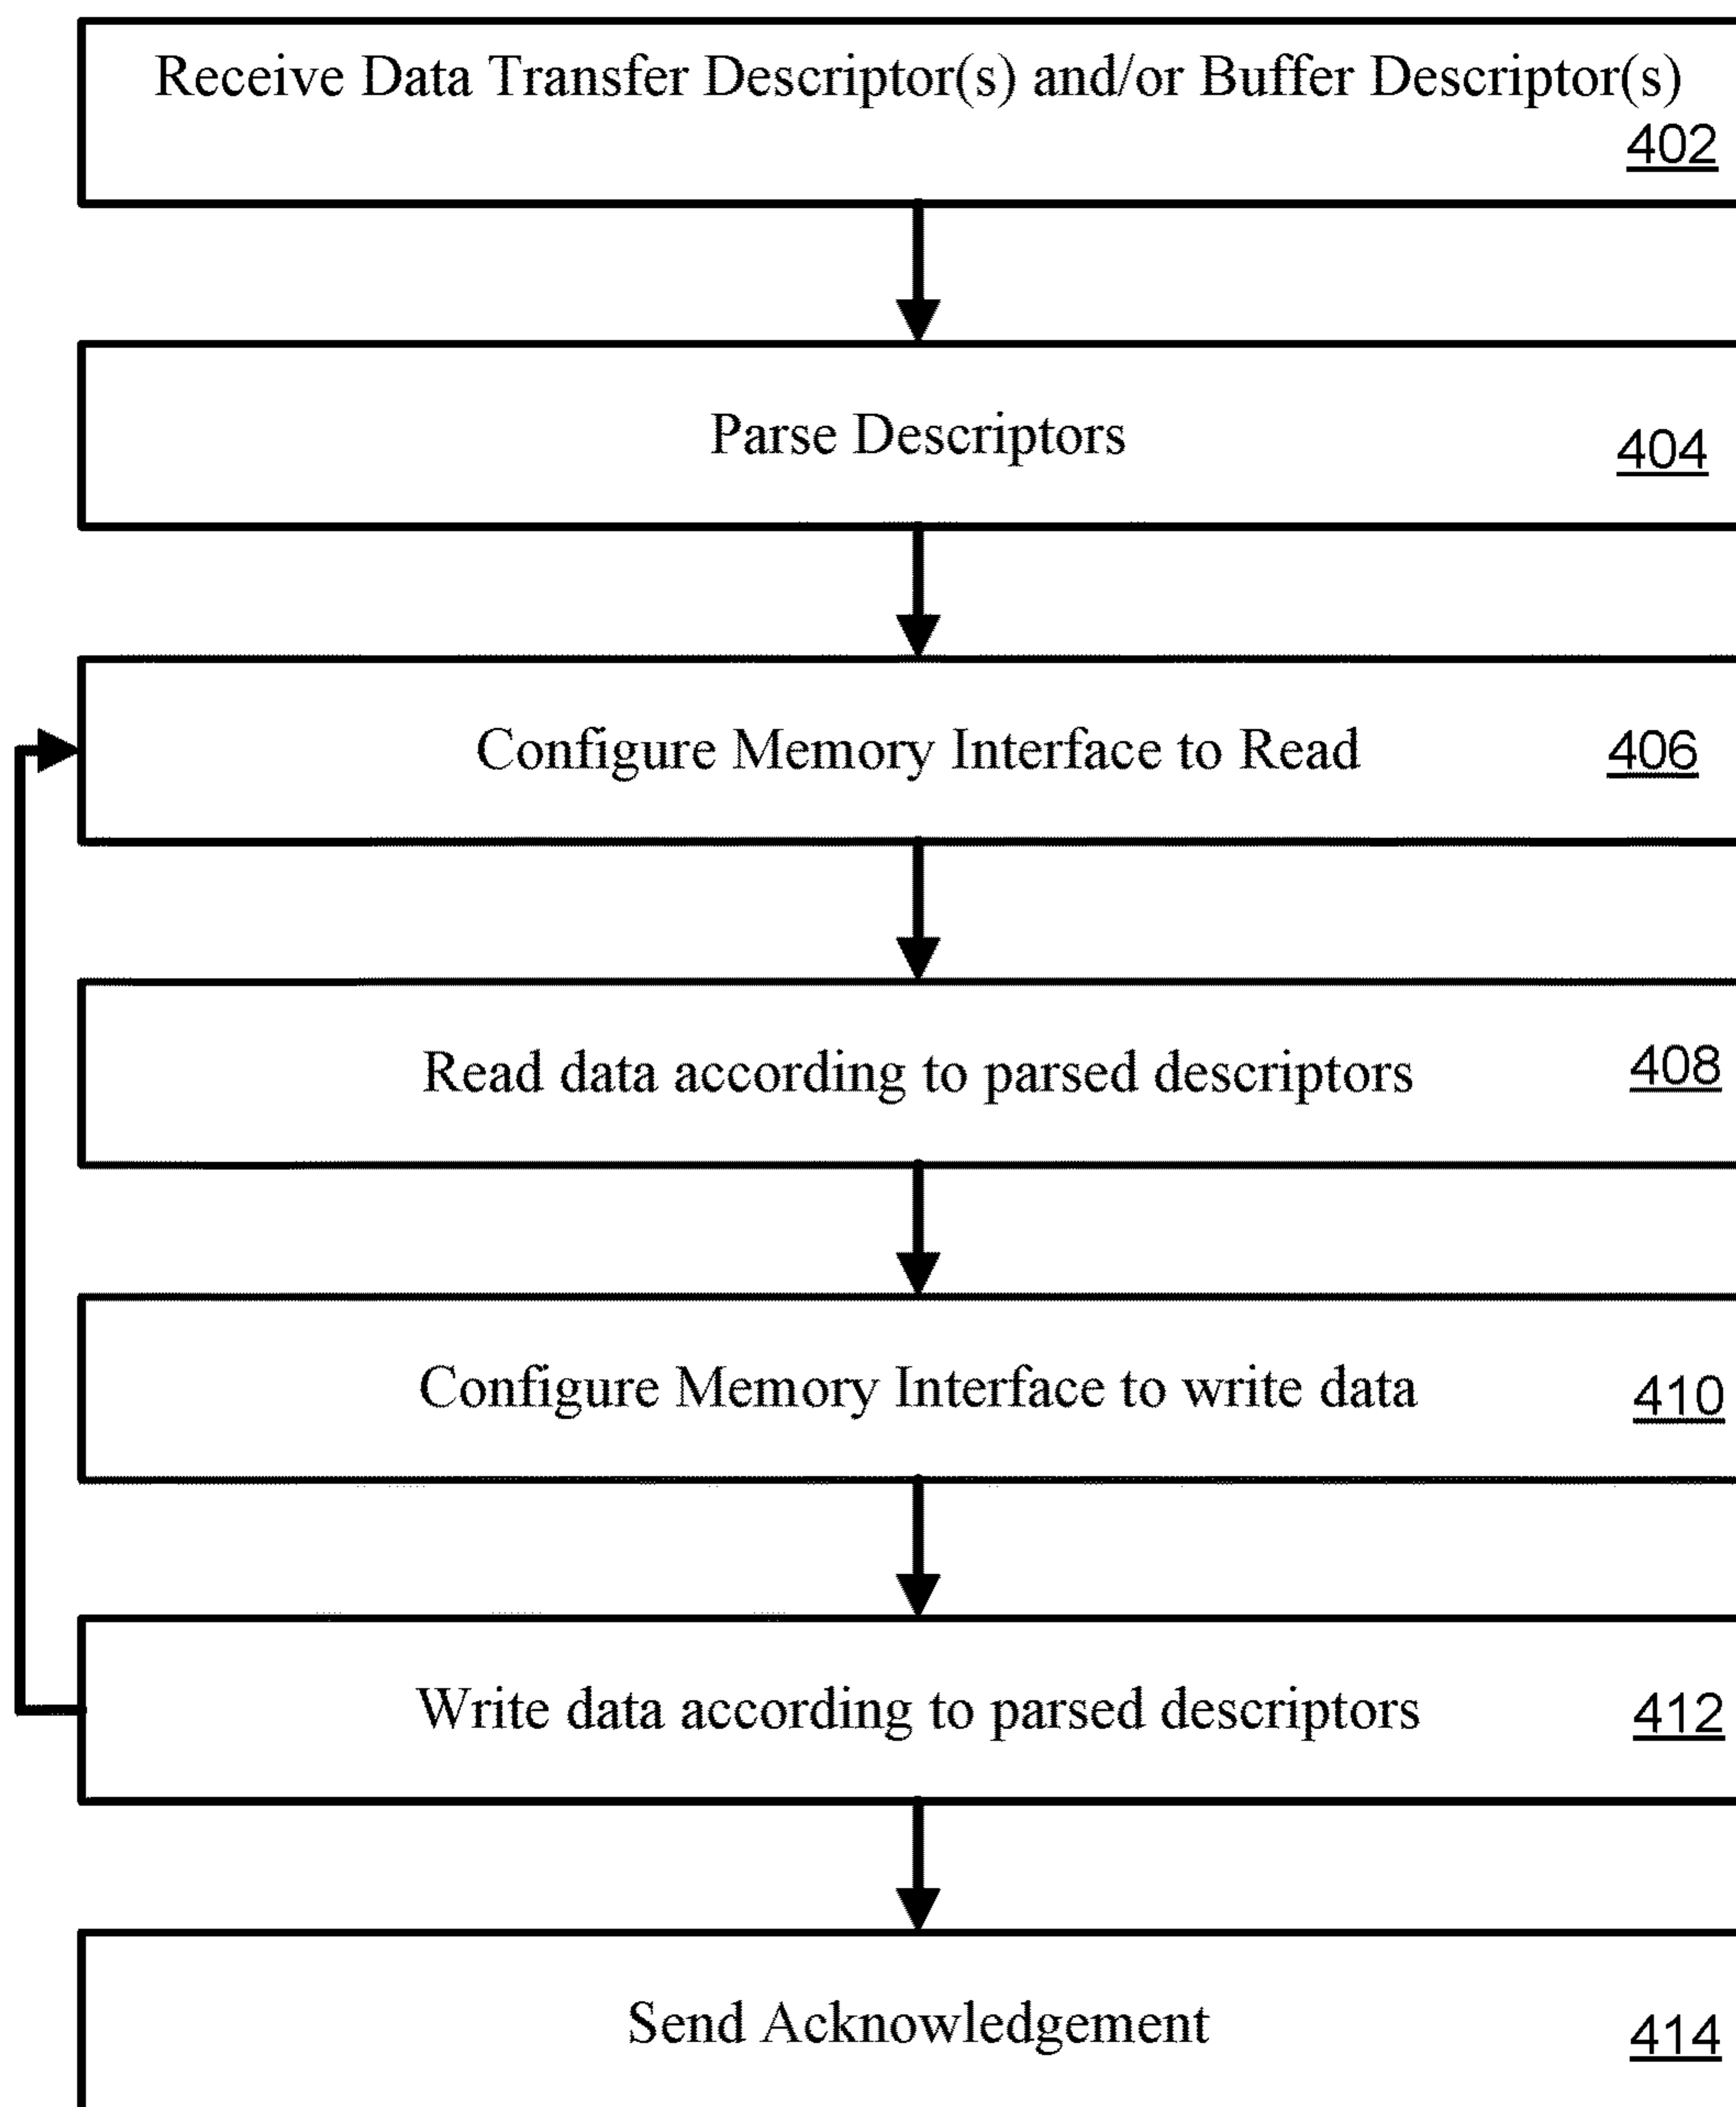 Receive Data Transfer Descriptor(s) and/or Buffer Descriptor(s)
402
Parse Descriptors
404
Configure Memory Interface to Read
406
Read data according to parsed descriptors
408
Configure Memory Interface to write data
410
Write data according to parsed descriptors
412
Send Acknowledgement
414